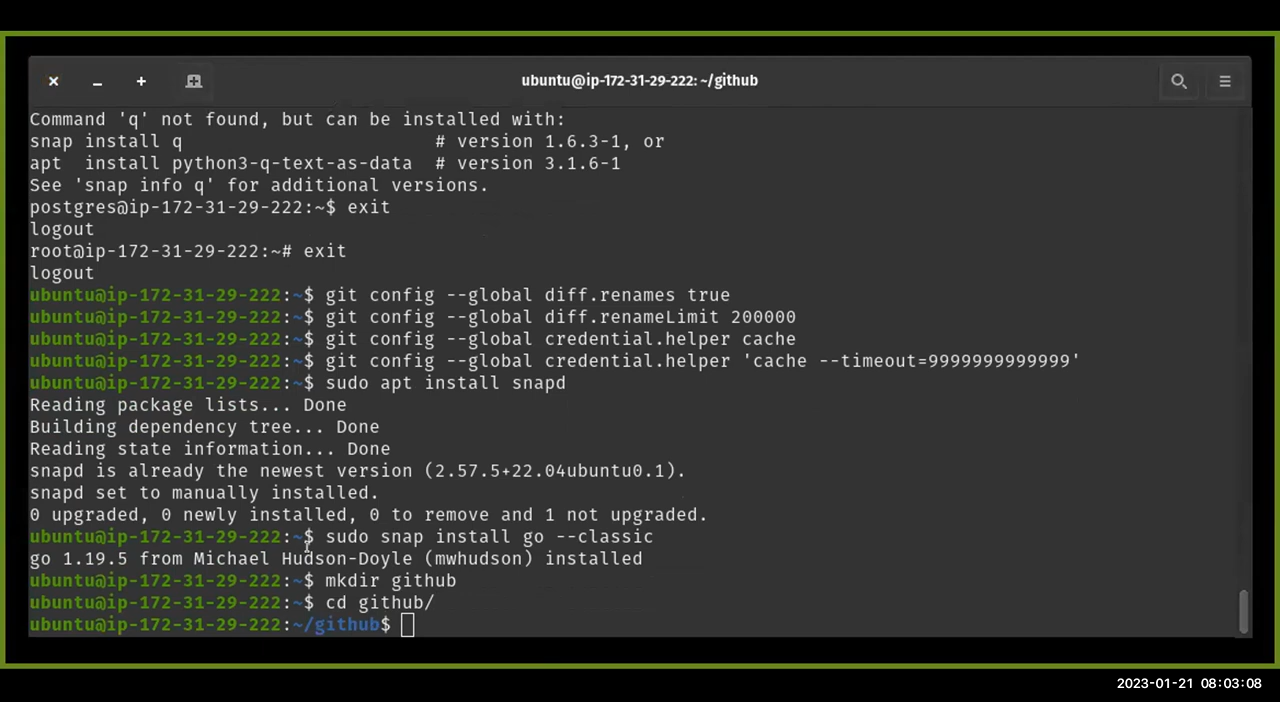 ubuntu@ip-172-31-29-222: ~/github
Command 'q' not found, but can be installed with:
snap install q                       # version 1.6.3-1, or
apt  install python3-q-text-as-data  # version 3.1.6-1
See 'snap info q' for additional versions.
postgres@ip-172-31-29-222:~$ exit
logout
root@ip-172-31-29-222:~# exit
logout
ubuntu@ip-172-31-29-222:~$ git config --global diff.renames true
ubuntu@ip-172-31-29-222:~$ git config --global diff.renameLimit 200000
ubuntu@ip-172-31-29-222:~$ git config --global credential.helper cache
ubuntu@ip-172-31-29-222:~$ git config --global credential.helper 'cache --timeout=9999999999999'
ubuntu@ip-172-31-29-222:~$ sudo apt install snapd
Reading package lists... Done
Building dependency tree... Done
Reading state information... Done
snapd is already the newest version (2.57.5+22.04ubuntu0.1).
snapd set to manually installed.
0 upgraded, 0 newly installed, 0 to remove and 1 not upgraded.
ubuntu@ip-172-31-29-222:~$ sudo snap install go --classic
go 1.19.5 from Michael Hudson-Doyle (mwhudson) installed
ubuntu@ip-172-31-29-222:~$ mkdir github
ubuntu@ip-172-31-29-222:~$ cd github/
ubuntu@ip-172-31-29-222:~/github$
2023-01-21 08:03:08